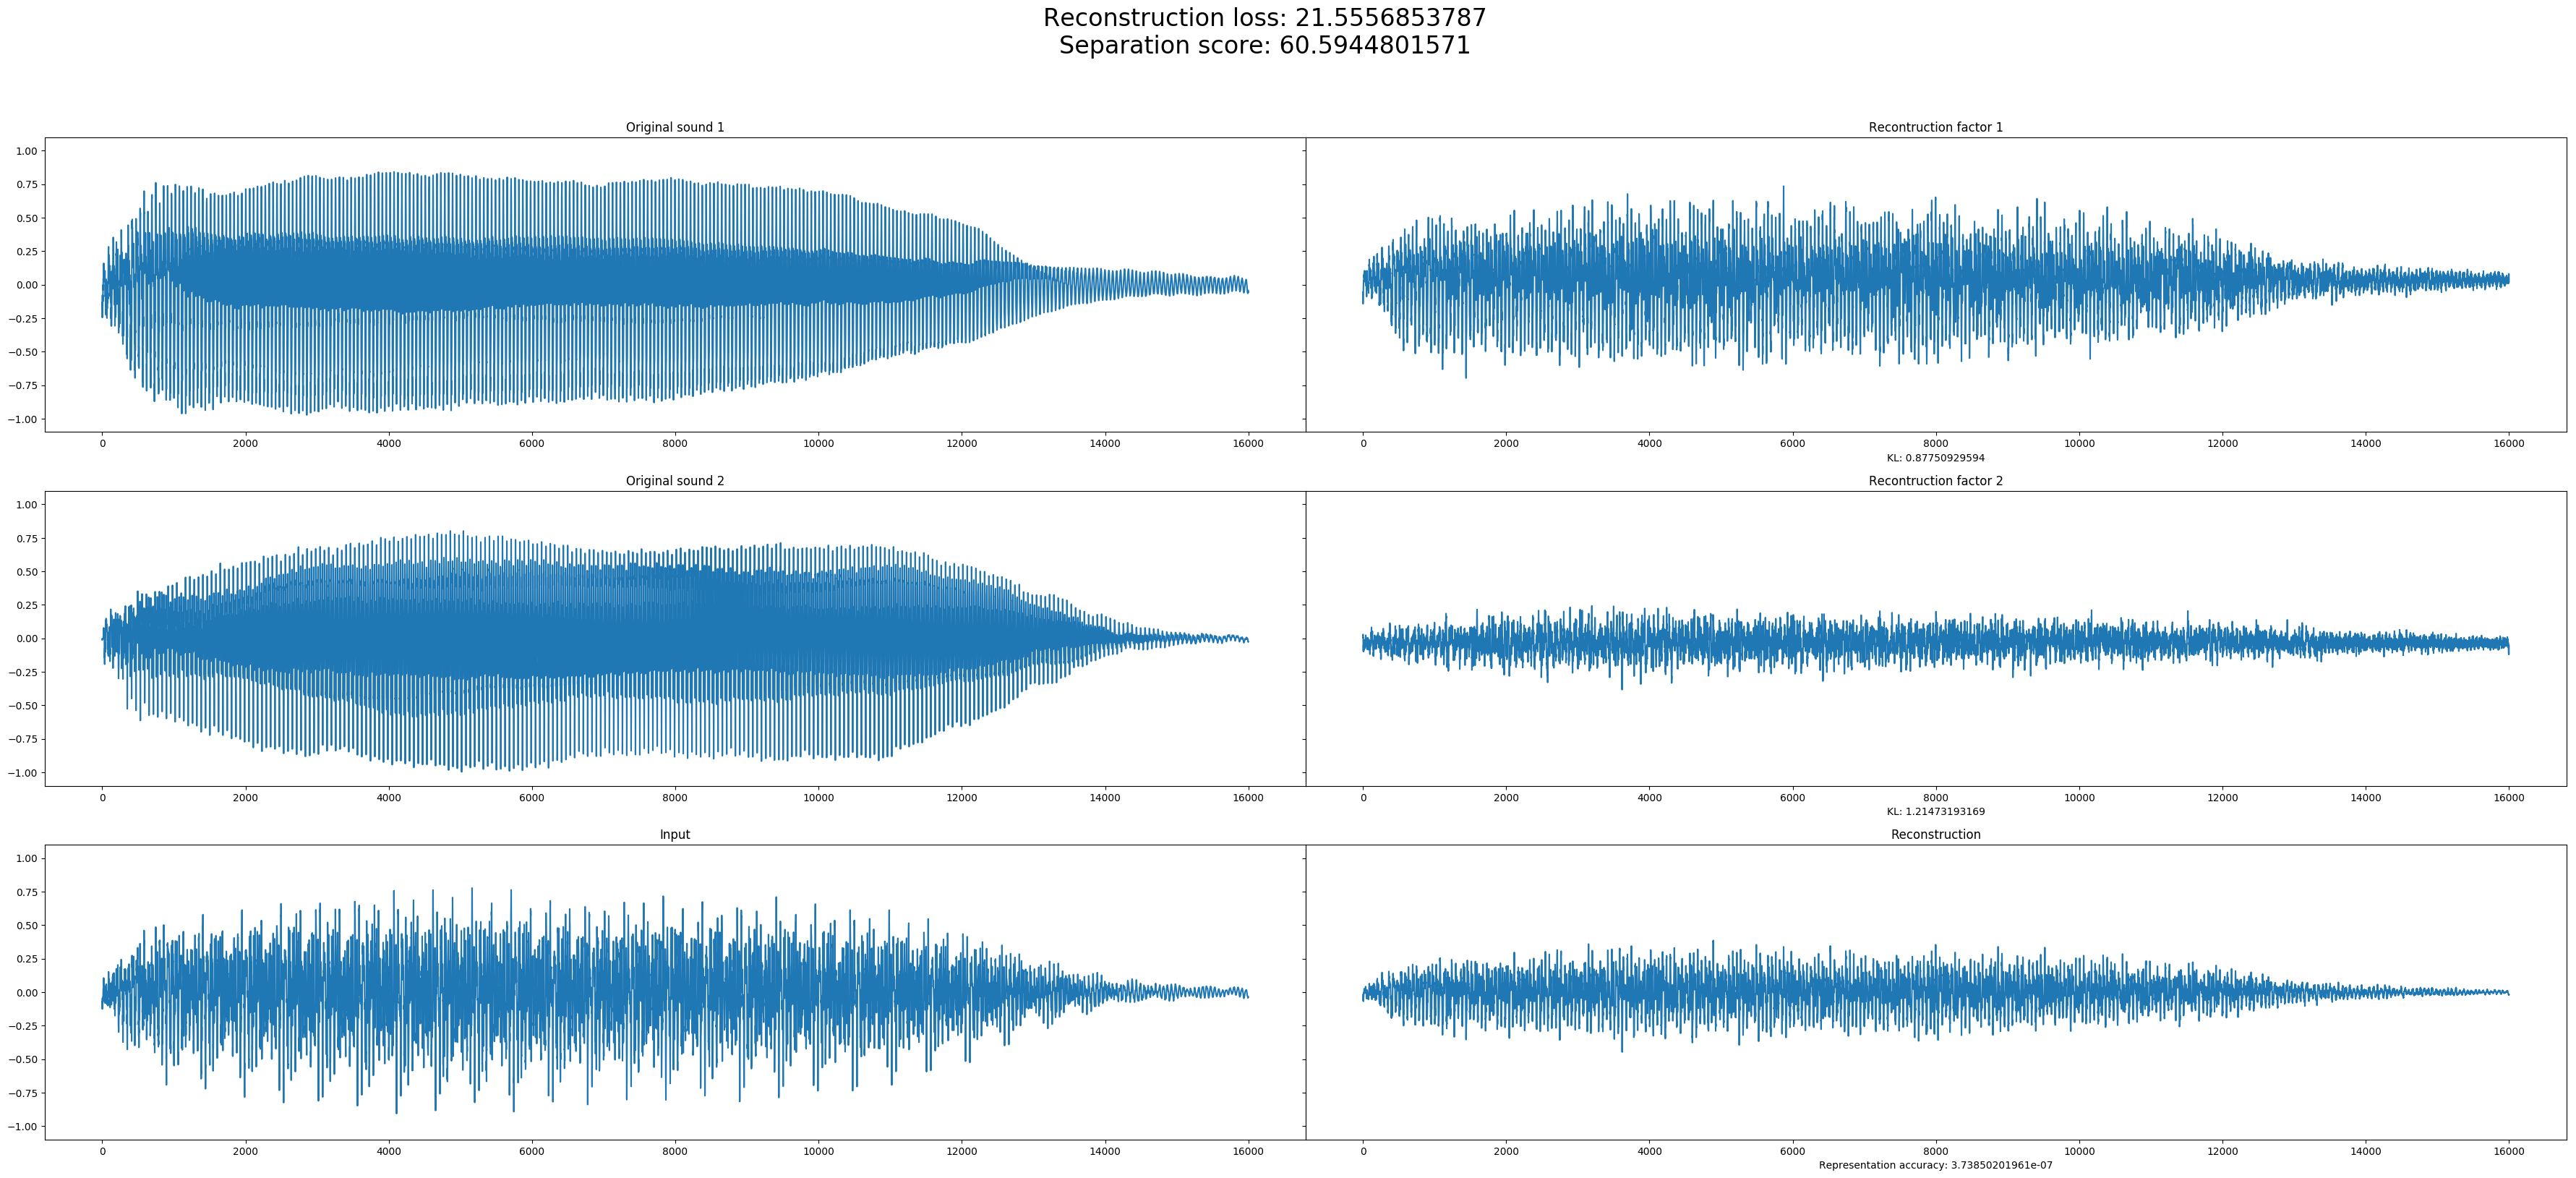 Reconstruction loss: 21.5556853787
Separation score: 60.5944801571
Original sound 1
1.00
0.75
0.50
0.25
0.00
−0.25
−0.50
−0.75
−1.00
0 2000 4000 6000 8000 10000 12000 14000 16000
Recontruction factor 1
0 2000 4000 6000 8000 10000 12000 14000 16000
KL: 0.87750929594
Original sound 2
1.00
0.75
0.50
0.25
0.00
−0.25
−0.50
−0.75
−1.00
0 2000 4000 6000 8000 10000 12000 14000 16000
Recontruction factor 2
0 2000 4000 6000 8000 10000 12000 14000 16000
KL: 1.21473193169
Input
1.00
0.75
0.50
0.25
0.00
−0.25
−0.50
−0.75
−1.00
0 2000 4000 6000 8000 10000 12000 14000 16000
Reconstruction
0 2000 4000 6000 8000 10000 12000 14000 16000
Representation accuracy: 3.73850201961e-07